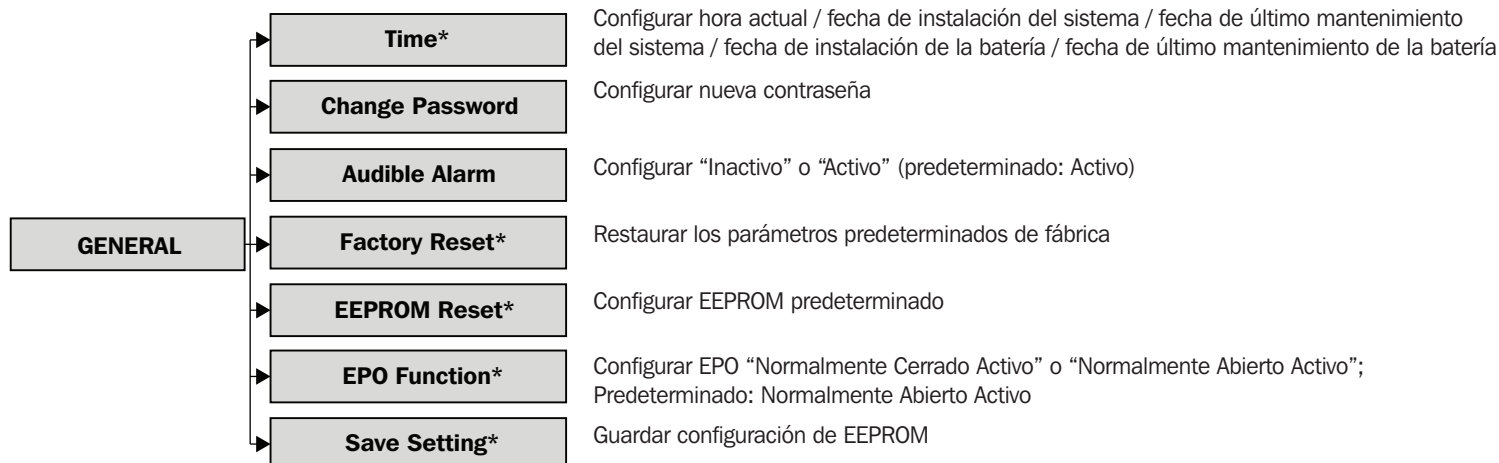 Time*
Configurar hora actual / fecha de instalación del sistema / fecha de último mantenimiento
del sistema / fecha de instalación de la batería / fecha de último mantenimiento de la batería
Change Password
Configurar nueva contraseña
Audible Alarm
Configurar “Inactivo” o “Activo” (predeterminado: Activo)
GENERAL
Factory Reset*
Restaurar los parámetros predeterminados de fábrica
EEPROM Reset*
Configurar EEPROM predeterminado
EPO Function*
Configurar EPO “Normalmente Cerrado Activo” o “Normalmente Abierto Activo”;
Predeterminado: Normalmente Abierto Activo
Save Setting*
Guardar configuración de EEPROM